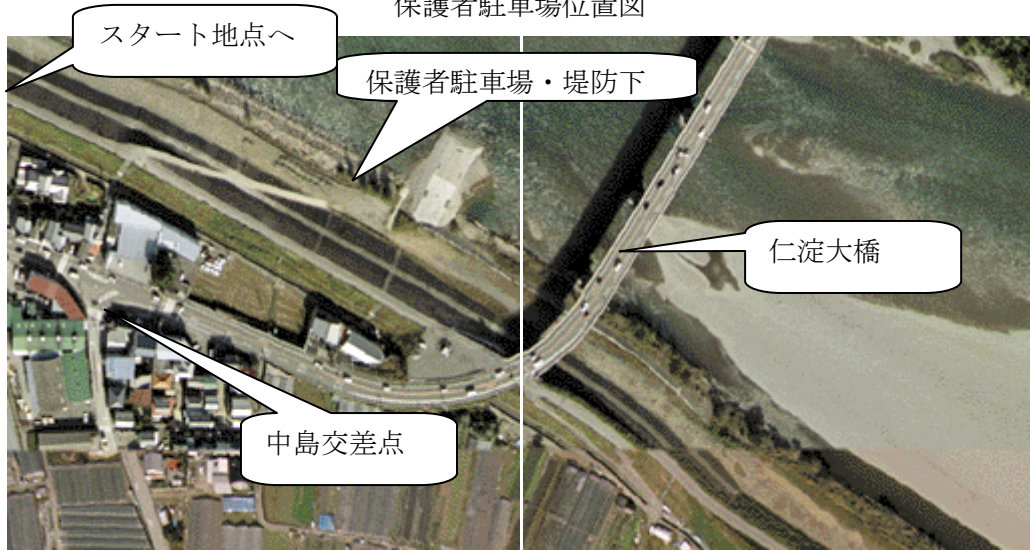 保護者駐車場位置図
スタート地点へ
保護者駐車場・堤防下
仁淀大橋
中島交差点